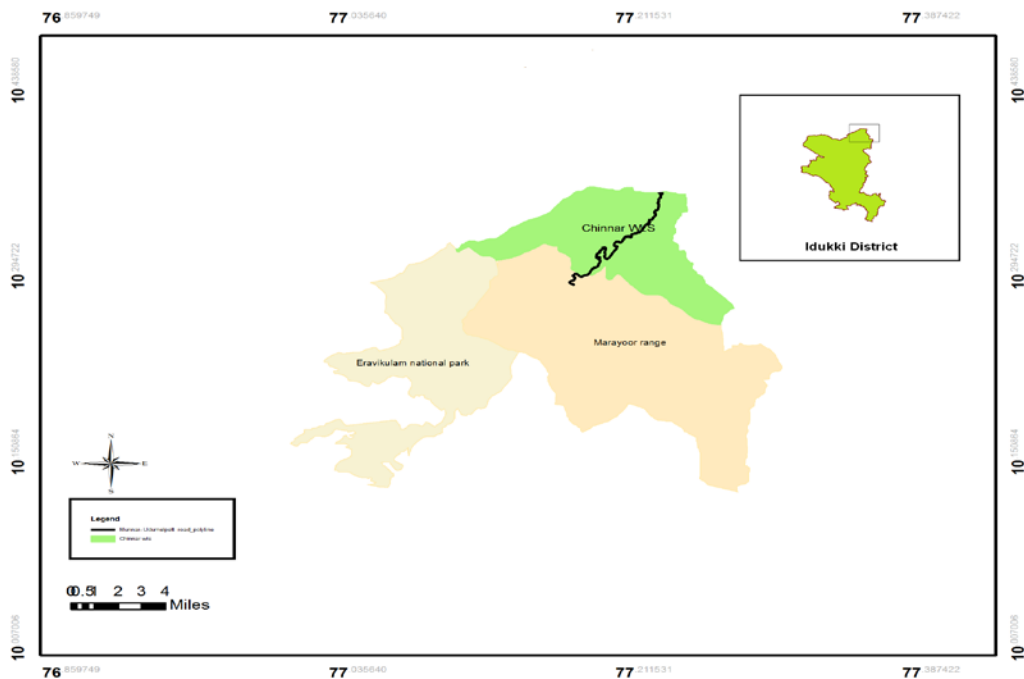 76.859749 77.035640 77.211531 77.387422
10.438580 10.438580
Idukki District
Chinnar WLS
10.294722 10.294722
Marayoor range
Eravikulam national park
N
W E
S
10.150864 10.150864
Legend
Chinnar wls
0 0.5 1 2 3 4
Miles
10.007006 10.007006
76.859749 77.035640 77.211531 77.387422